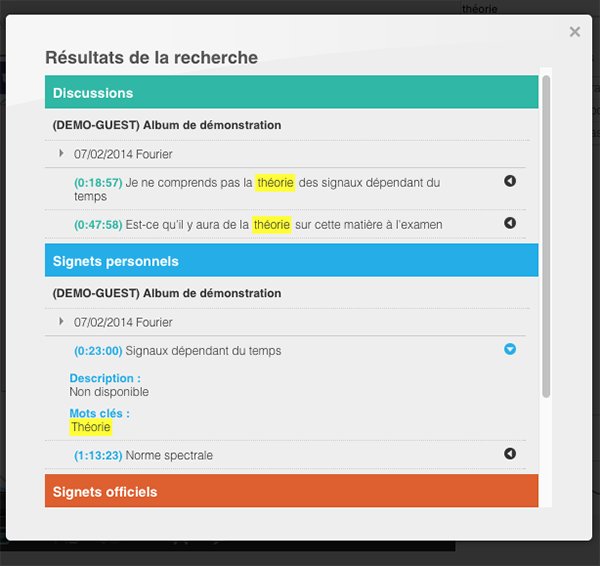 théorie
Résultats de la recherche
Discussions
(DEMO-GUEST) Album de démonstration
07/02/2014 Fourier
(0:18:57) Je ne comprends pas la théorie des signaux dépendant du
temps
(0:47:58) Est-ce qu'il y aura de la théorie sur cette matière à l'examen
Signets personnels
(DEMO-GUEST) Album de démonstration
07/02/2014 Fourier
(0:23:00) Signaux dépendant du temps
Description :
Non disponible
Mots clés :
Théorie
(1:13:23) Norme spectrale
Signets officiels